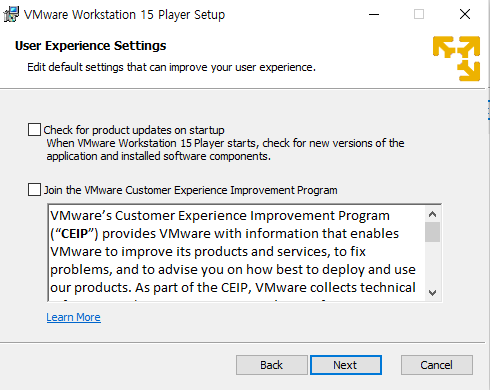 VMware Workstation 15 Player Setup
User Experience Settings
Edit default settings that can improve your user experience.
Check for product updates on startup
When VMware Workstation 15 Player starts, check for new versions of the
application and installed software components.
Join the VMware Customer Experience Improvement Program
VMware's Customer Experience Improvement Program
("CEIP") provides VMware with information that enables
VMware to improve its products and services, to fix
problems, and to advise you on how best to deploy and use
our products. As part of the CEIP, VMware collects technical
Learn More
Back
Next
Cancel